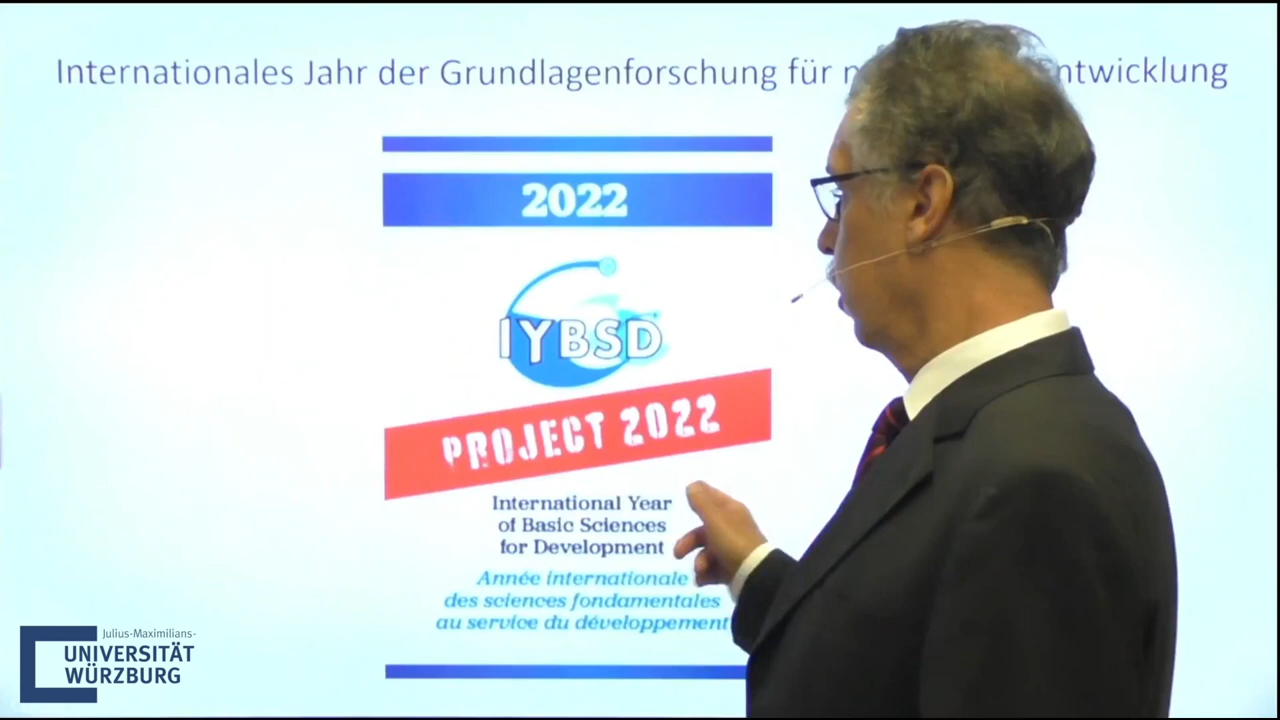 Internationales Jahr der Grundlagenforschung für
2022
IYBSD
PROJECT 2022
International Year
of Basic Sciences
for Development
Année internationale
des sciences fondamentales
au service du développement
Julius-Maximilians-
UNIVERSITÄT
WÜRZBURG